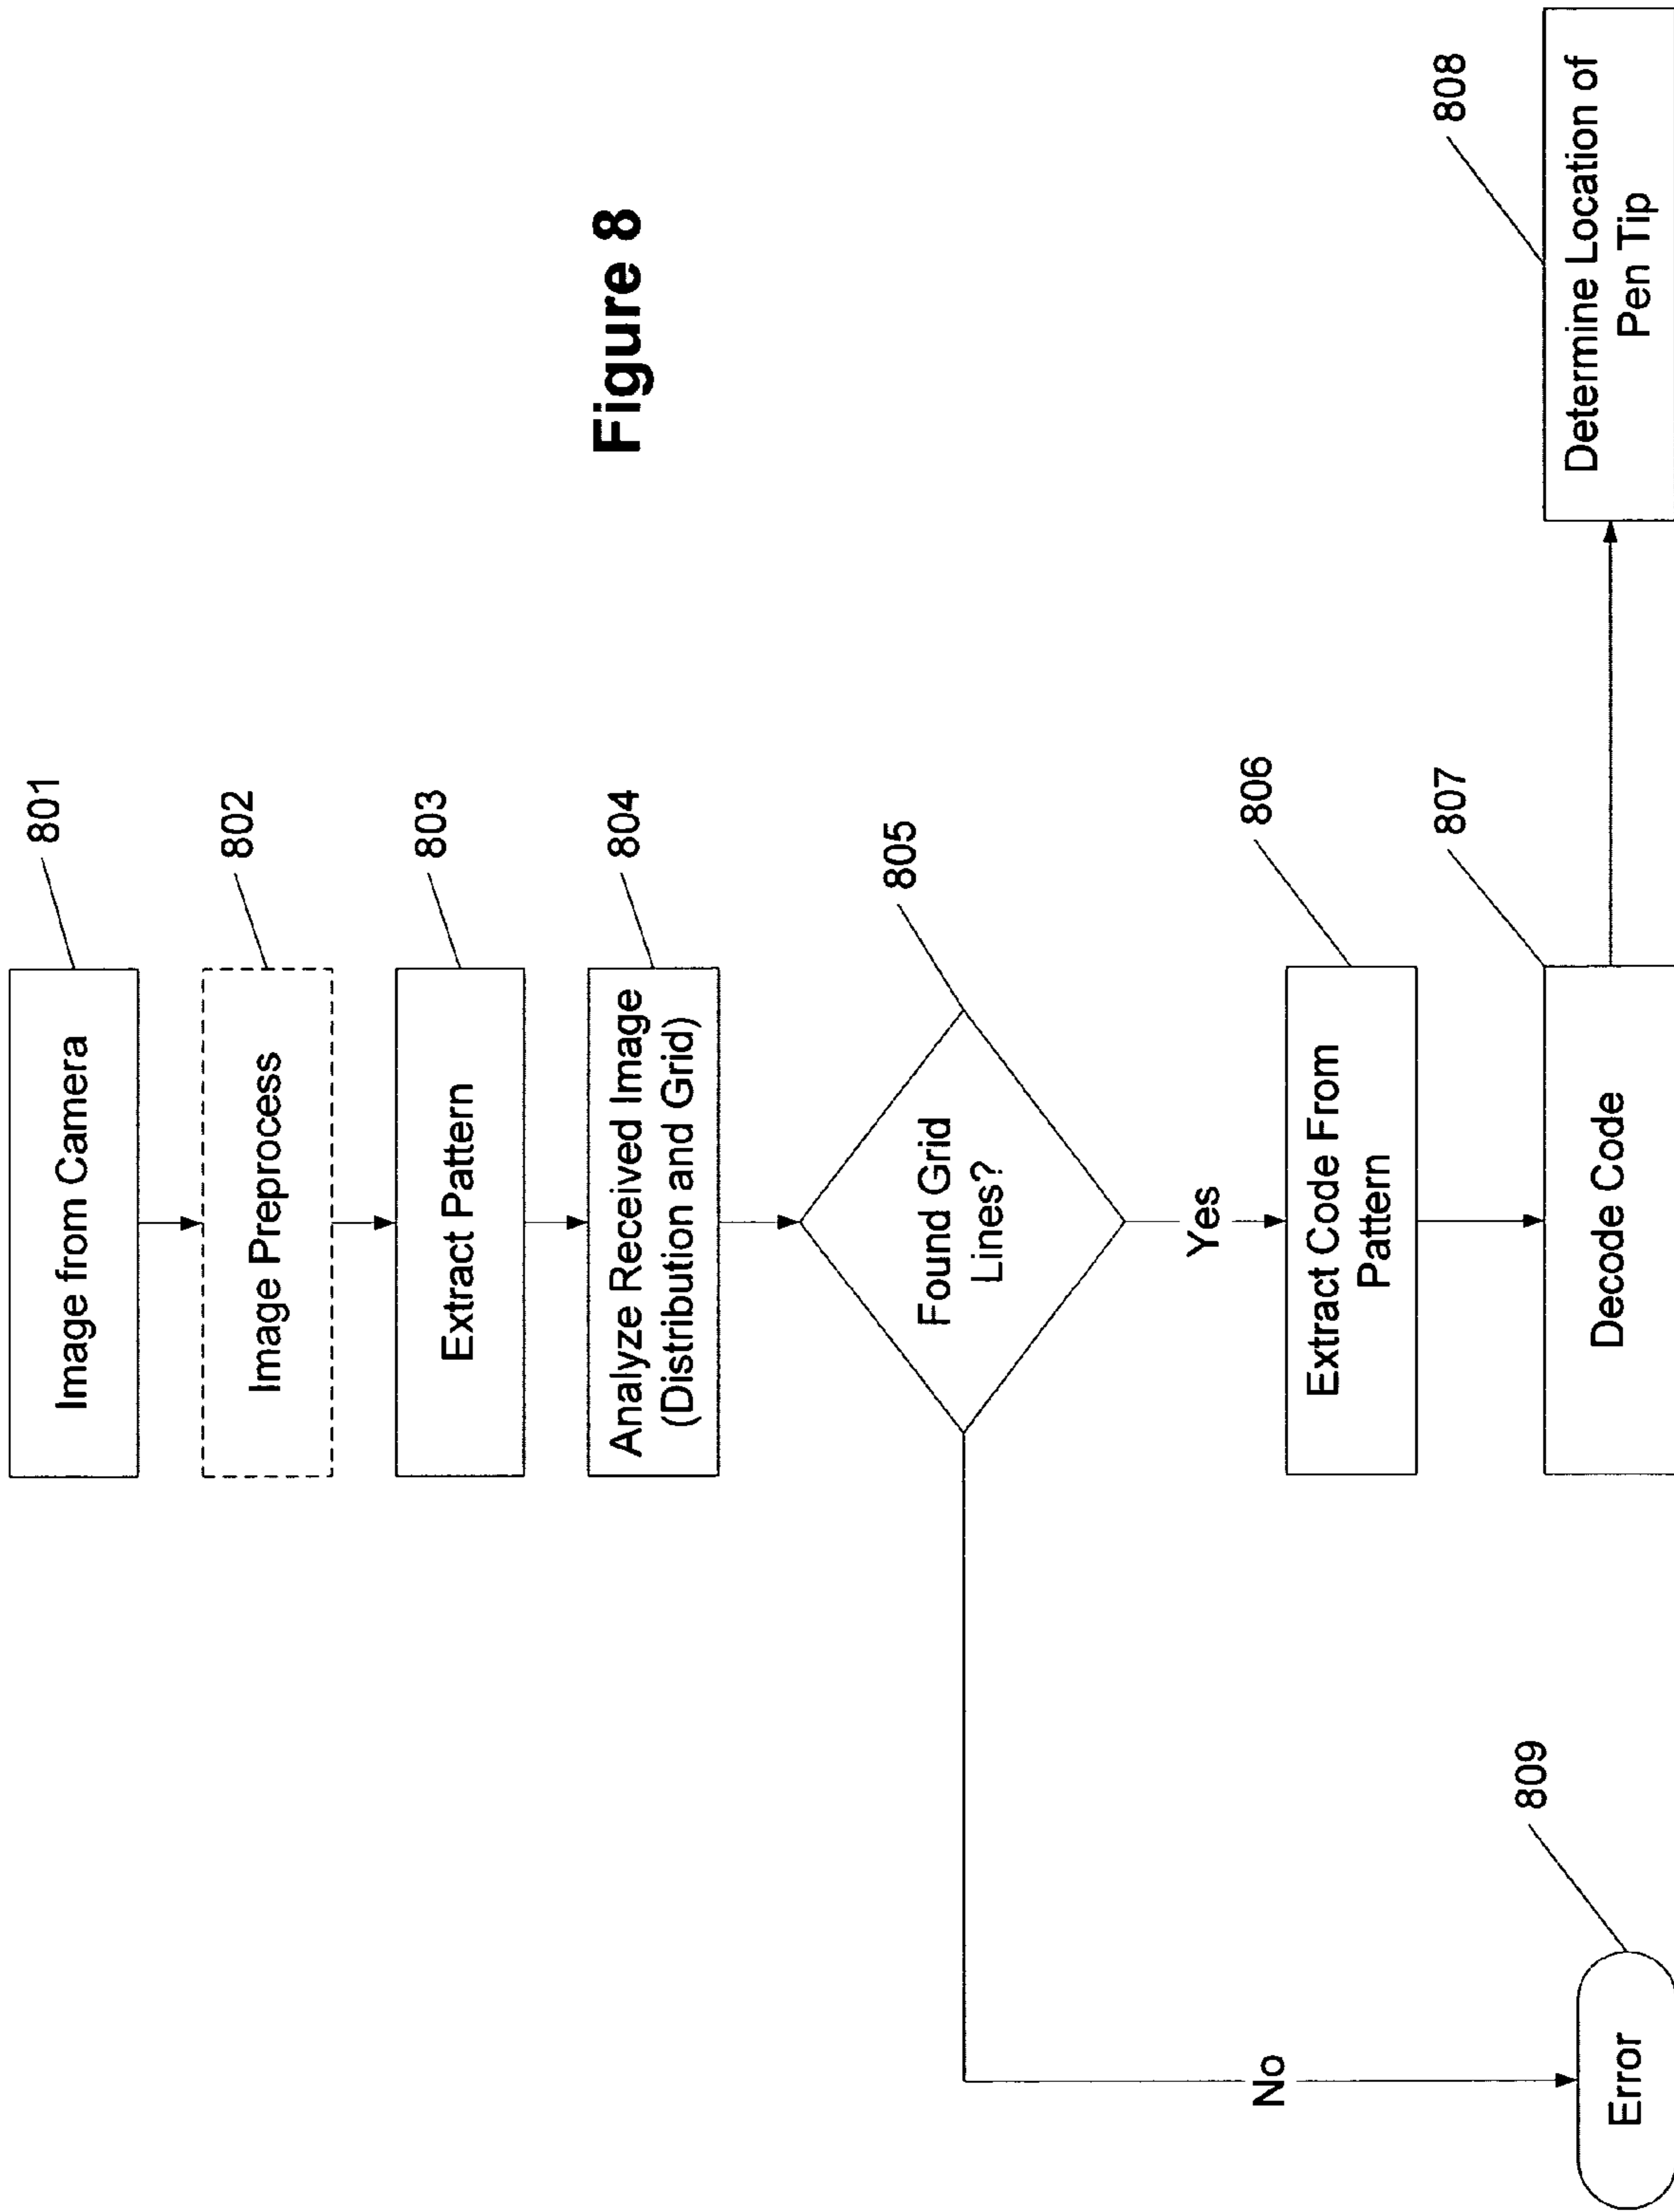 Image from Camera
801
Image Preprocess
802
Extract Pattern
803
Analyze Received Image
(Distribution and Grid)
804
Found Grid
Lines?
805
Yes
No
Extract Code From
Pattern
806
Decode Code
807
Determine Location of
Pen Tip
808
Error
809
Figure 8